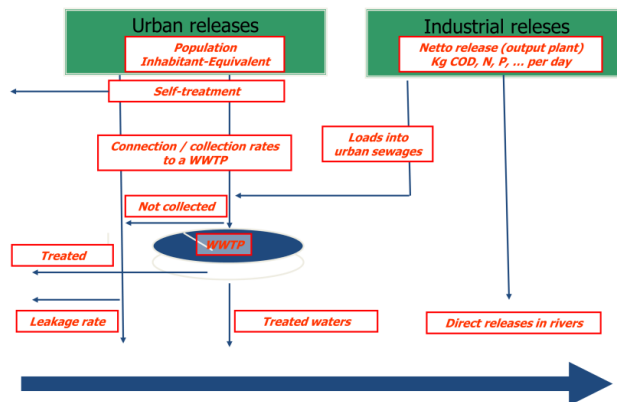 Urban releases
Industrial releses
Population
Inhabitant-Equivalent
Netto release (output plant)
Kg COD, N, P, ... per day
Self-treatment
Connection / collection rates
to a WWTP
Loads into
urban sewages
Not collected
WWTP
Treated
Leakage rate
Treated waters
Direct releases in rivers